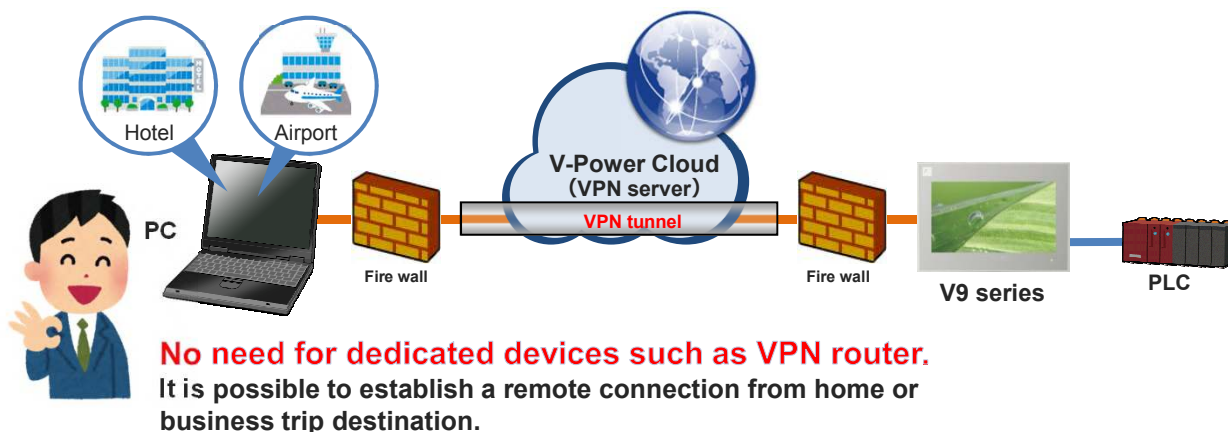 Hotel
Airport
V-Power Cloud
（VPN server）
VPN tunnel
PC
Fire wall
Fire wall
V9 series
PLC
No need for dedicated devices such as VPN router.
It is possible to establish a remote connection from home or
business trip destination.